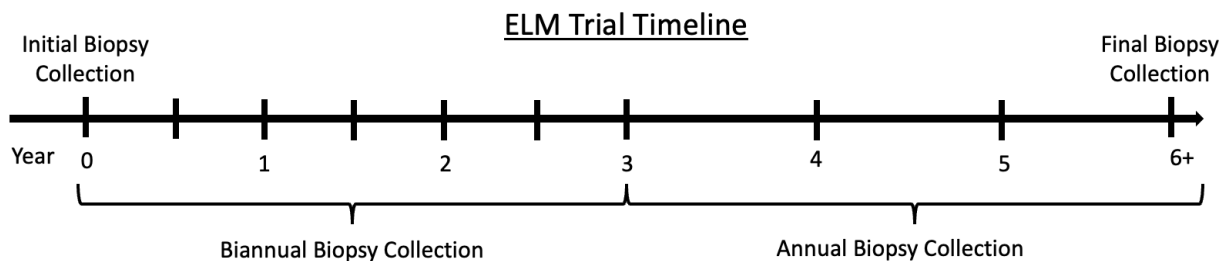 ELM Trial Timeline
Initial Biopsy
Collection
Final Biopsy
Collection
Year 0 1 2 3 4 5 6+
Biannual Biopsy Collection
Annual Biopsy Collection